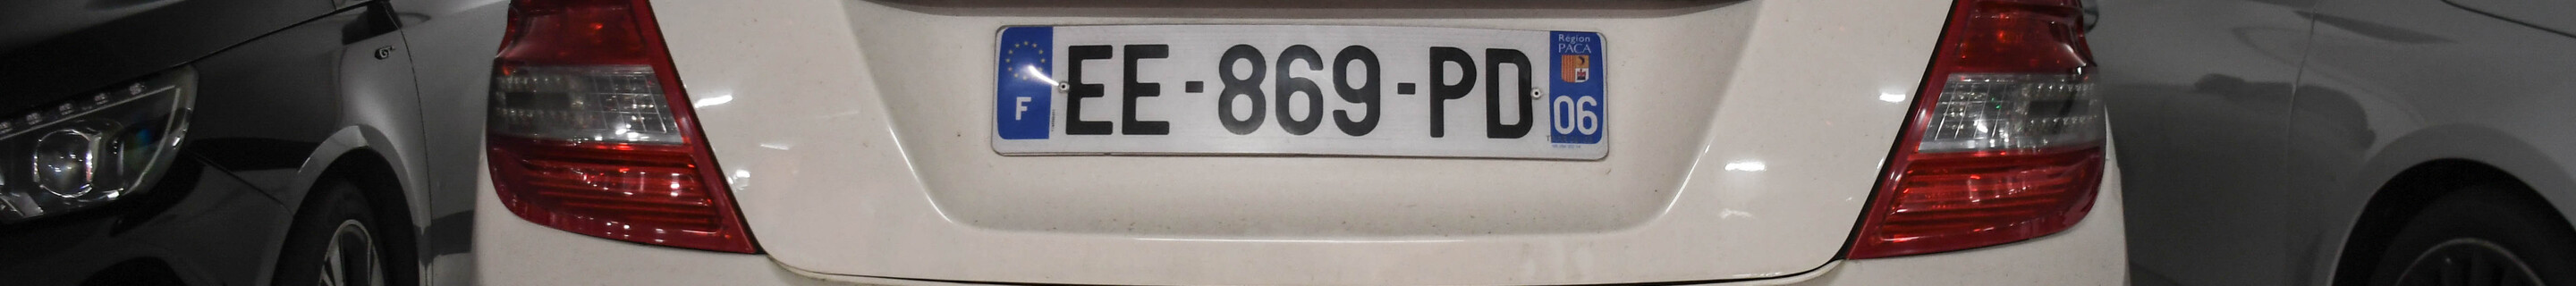 F
EE-869-PD
Région
PACA
06